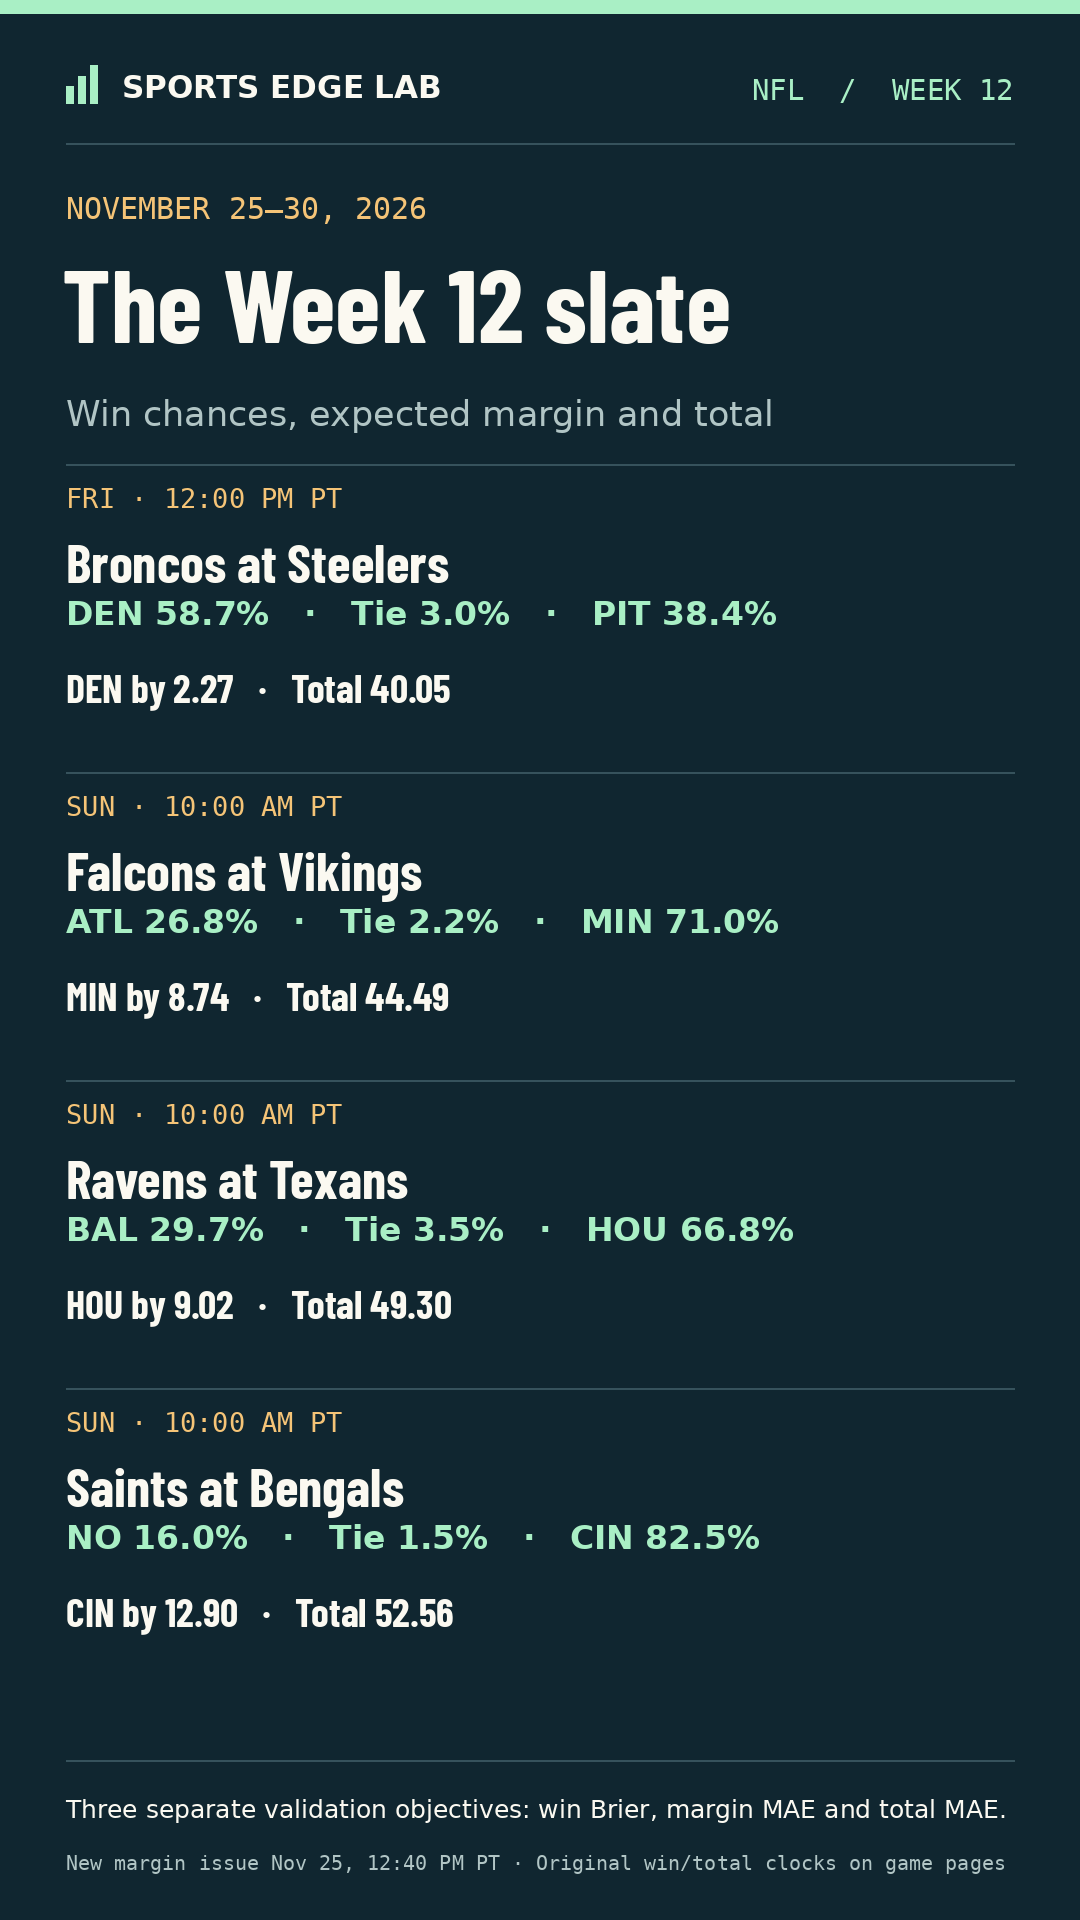 SPORTS EDGE LAB
NFL / WEEK 12
NOVEMBER 25–30, 2026
The Week 12 slate
Win chances, expected margin and total
FRI · 12:00 PM PT
Broncos at Steelers
DEN 58.7% · Tie 3.0% · PIT 38.4%
DEN by 2.27 · Total 40.05
SUN · 10:00 AM PT
Falcons at Vikings
ATL 26.8% · Tie 2.2% · MIN 71.0%
MIN by 8.74 · Total 44.49
SUN · 10:00 AM PT
Ravens at Texans
BAL 29.7% · Tie 3.5% · HOU 66.8%
HOU by 9.02 · Total 49.30
SUN · 10:00 AM PT
Saints at Bengals
NO 16.0% · Tie 1.5% · CIN 82.5%
CIN by 12.90 · Total 52.56
Three separate validation objectives: win Brier, margin MAE and total MAE.
New margin issue Nov 25, 12:40 PM PT · Original win/total clocks on game pages